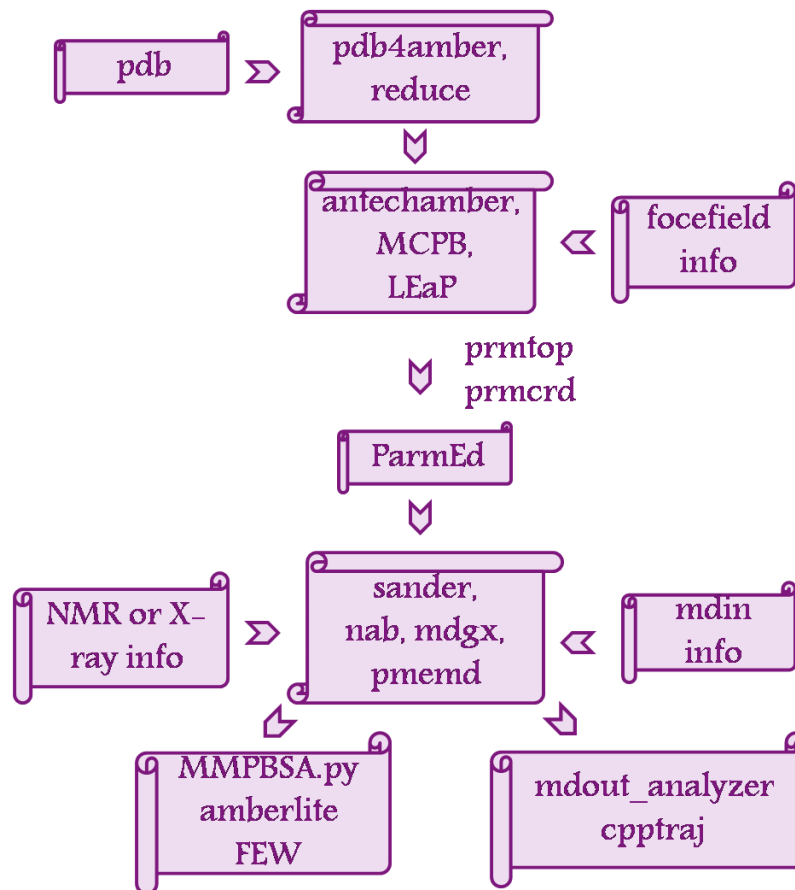 pdb
pdb4amber,
reduce
antechamber,
MCPB,
LEaP
focefield
info
prmtop
prmcrd
ParmEd
NMR or X-
ray info
sander,
nab, mdgx,
pmemd
mdin
info
MMPBSA.py
amberlite
FEW
mdout_analyzer
cpptraj